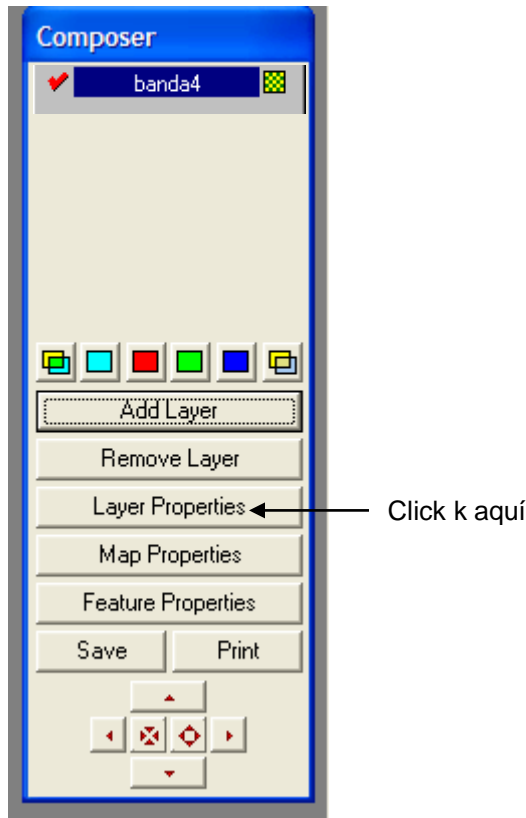 Composer
banda4
Add Layer
Remove Layer
Layer Properties
Click k aquí
Map Properties
Feature Properties
Save Print